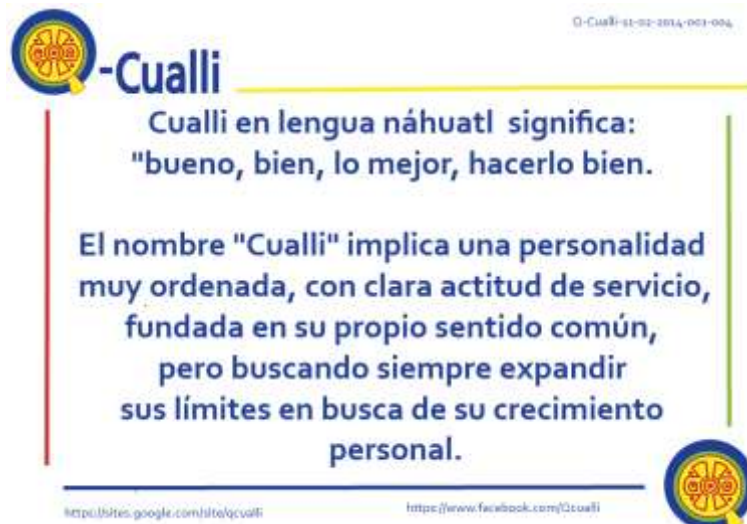 Q-Cualli-11-02-2014-003-004
Q-Cualli
Cualli en lengua náhuatl significa:
"bueno, bien, lo mejor, hacerlo bien.
El nombre "Cualli" implica una personalidad
muy ordenada, con clara actitud de servicio,
fundada en su propio sentido común,
pero buscando siempre expandir
sus límites en busca de su crecimiento
personal.
https://sites.google.com/site/qcualli
https://www.facebook.com/Qcualli